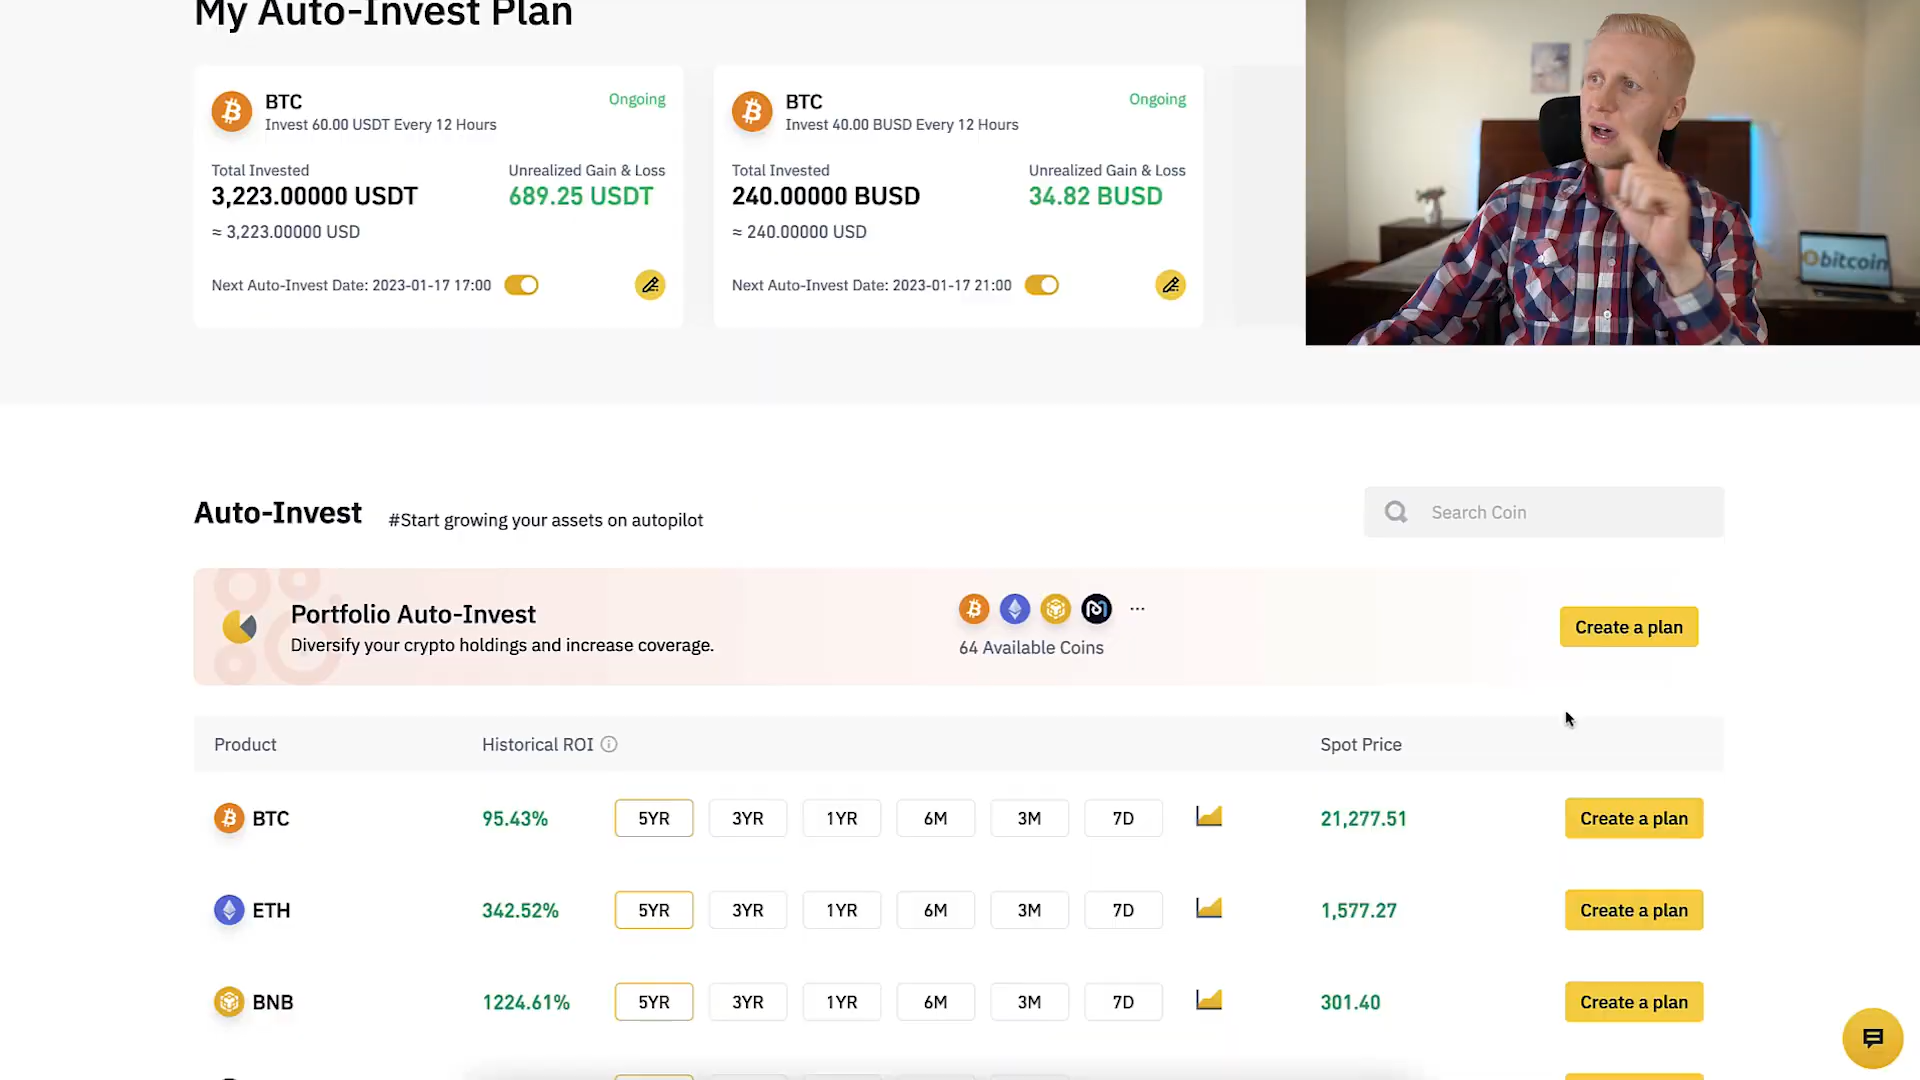 My Auto-Invest Plan
BTC
Ongoing
Invest 60.00 USDT Every 12 Hours
Total Invested
Unrealized Gain & Loss
3,223.00000 USDT
689.25 USDT
≈ 3,223.00000 USD
Next Auto-Invest Date: 2023-01-17 17:00
BTC
Ongoing
Invest 40.00 BUSD Every 12 Hours
Total Invested
Unrealized Gain & Loss
240.00000 BUSD
34.82 BUSD
≈ 240.00000 USD
Next Auto-Invest Date: 2023-01-17 21:00
bitcoin
Auto-Invest
#Start growing your assets on autopilot
Search Coin
Portfolio Auto-Invest
Diversify your crypto holdings and increase coverage.
...
64 Available Coins
Create a plan
Product Historical ROI Spot Price
BTC 95.43% 5YR 3YR 1YR 6M 3M 7D 21,277.51 Create a plan
ETH 342.52% 5YR 3YR 1YR 6M 3M 7D 1,577.27 Create a plan
BNB 1224.61% 5YR 3YR 1YR 6M 3M 7D 301.40 Create a plan